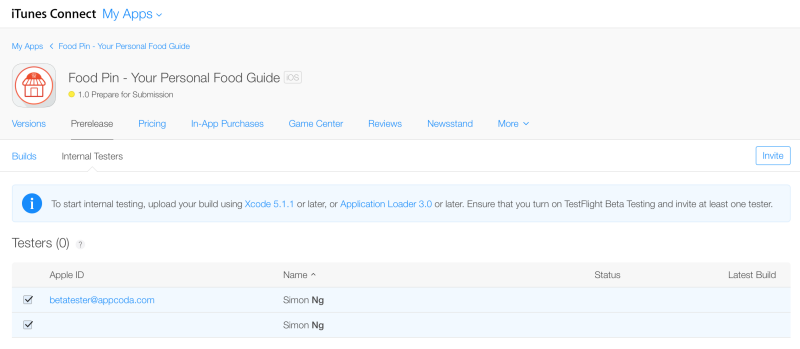 iTunes Connect My Apps
My Apps < Food Pin - Your Personal Food Guide
Food Pin - Your Personal Food Guide iOS
1.0 Prepare for Submission
Versions Prerelease Pricing In-App Purchases Game Center Reviews Newsstand More
Builds Internal Testers Invite
To start internal testing, upload your build using Xcode 5.1.1 or later, or Application Loader 3.0 or later. Ensure that you turn on TestFlight Beta Testing and invite at least one tester.
Testers (0) ?
Apple ID Name Status Latest Build
betatester@appcoda.com Simon Ng
Simon Ng